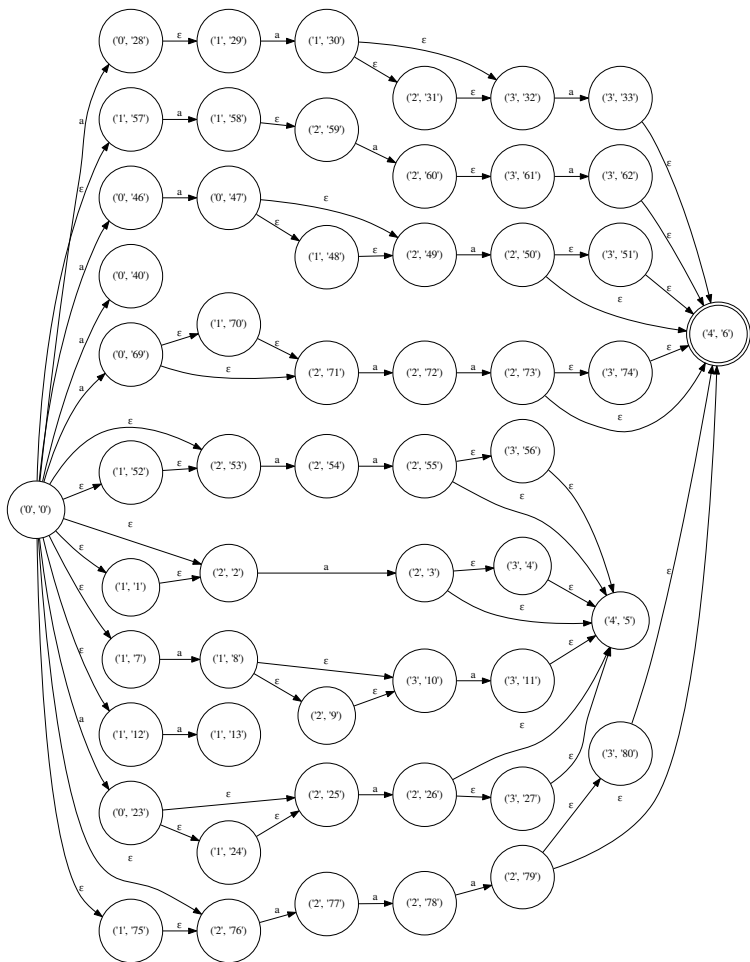 ('0', '28') ε ('1', '29') a ('1', '30') ε
ε ('2', '31') ε ('3', '32') a ('3', '33')
a ('1', '57') a ('1', '58') ε ('2', '59') a ('2', '60') ε ('3', '61') a ('3', '62') ε
ε ('0', '46') a ('0', '47') ε
ε ('1', '48') ε ('2', '49') a ('2', '50') ε ('3', '51') ε ε
a ('0', '40') ε
a ('0', '69') ε ('1', '70') ε ('4', '6')
a ε ('2', '71') a ('2', '72') a ('2', '73') ε ('3', '74') ε
ε
ε ('1', '52') ε ('2', '53') a ('2', '54') a ('2', '55') ε ('3', '56') ε
ε ε
('0', '0') ε
ε ('1', '1') ε ('2', '2') a ('2', '3') ε ('3', '4') ε
ε ε ('4', '5')
ε ('1', '7') a ('1', '8') ε ('3', '10') a ('3', '11') ε
ε ('2', '9') ε
ε ('1', '12') a ('1', '13')
a ('0', '23') ε ('2', '25') a ('2', '26') ε ('3', '27') ε ε ('3', '80')
ε ('1', '24') ε
ε ('1', '75') ε ('2', '76') a ('2', '77') a ('2', '78') a ('2', '79') ε ε
ε